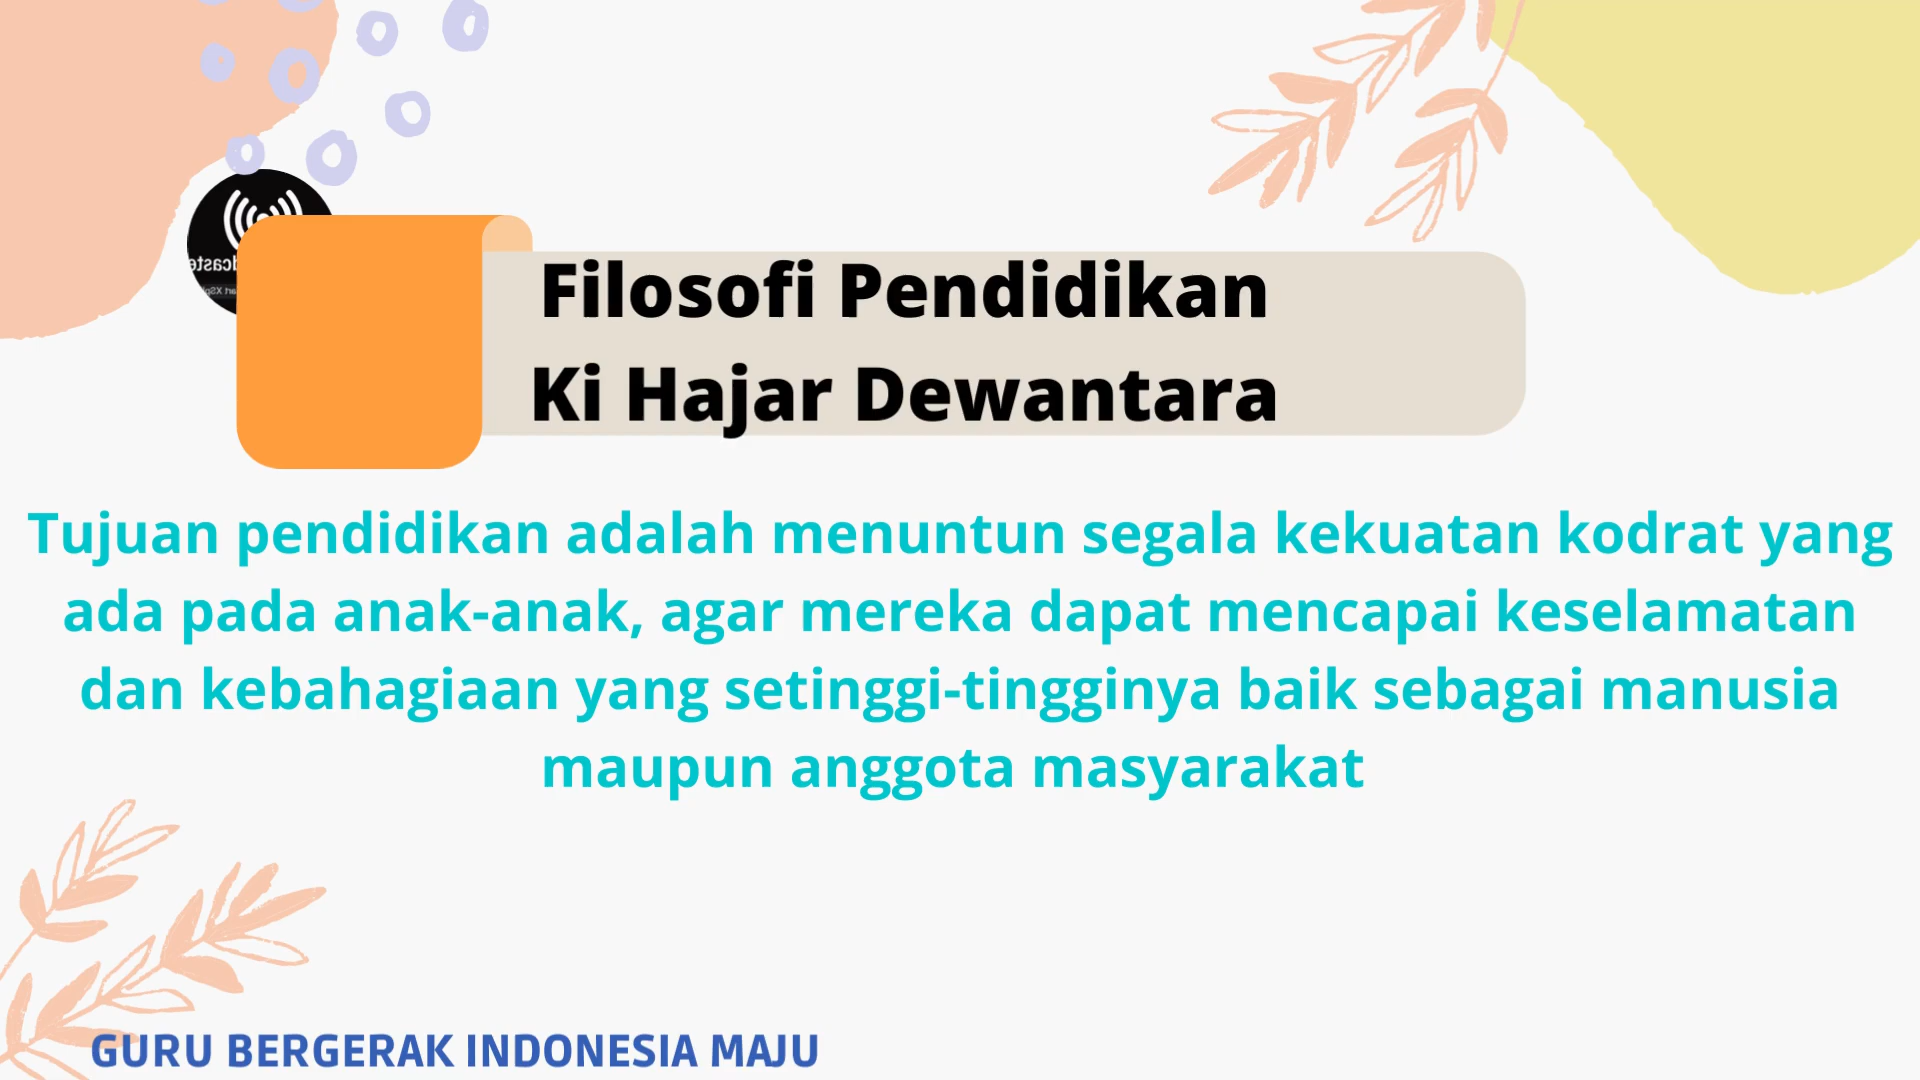 Filosofi Pendidikan
Ki Hajar Dewantara
Tujuan pendidikan adalah menuntun segala kekuatan kodrat yang
ada pada anak-anak, agar mereka dapat mencapai keselamatan
dan kebahagiaan yang setinggi-tingginya baik sebagai manusia
maupun anggota masyarakat
GURU BERGERAK INDONESIA MAJU